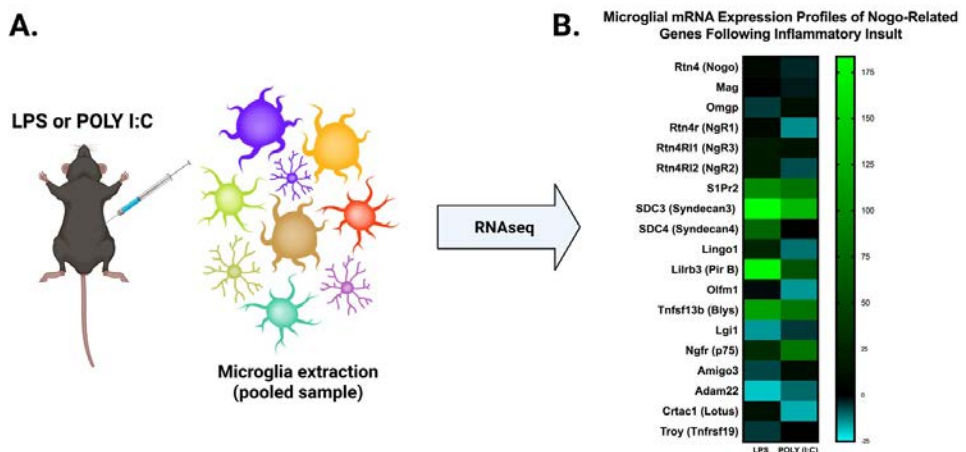 A.
LPS or POLY I:C
Microglia extraction
(pooled sample)
RNAseq
B.
Microglial mRNA Expression Profiles of Nogo-Related
Genes Following Inflammatory Insult
Rtn4 (Nogo)
Mag
Omgp
Rtn4r (NgR1)
Rtn4Rl1 (NgR3)
Rtn4Rl2 (NgR2)
S1Pr2
SDC3 (Syndecan3)
SDC4 (Syndecan4)
Lingo1
Lilrb3 (Pir B)
Olfm1
Tnfsf13b (Blys)
Lgi1
Ngfr (p75)
Amigo3
Adam22
Crtac1 (Lotus)
Troy (Tnfrsf19)
LPS POLY (I:C)
175
150
125
100
75
50
25
0
-25